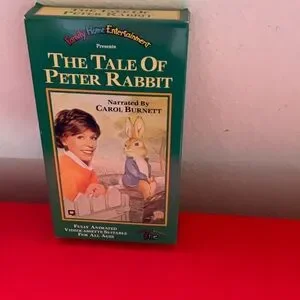 Family Home Entertainment
Presents
THE TALE OF
PETER RABBIT
Narrated By
CAROL BURNETT
FULLY ANIMATED
VIDEOCASSETTE SUITABLE
FOR ALL AGES